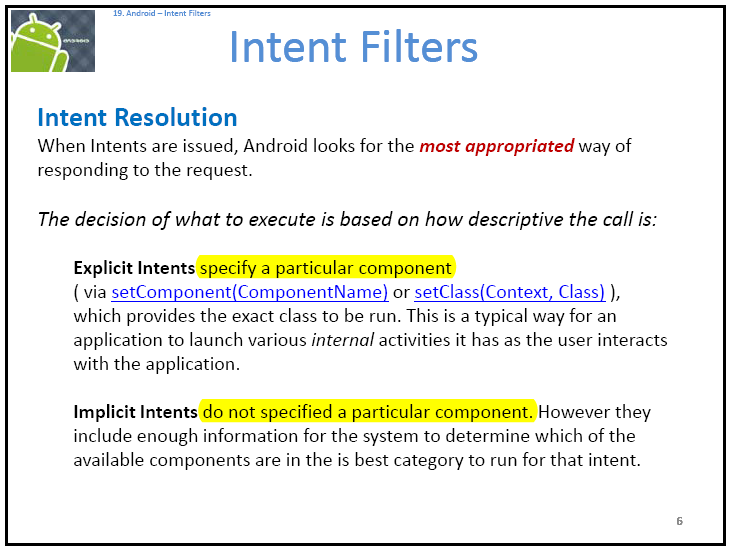 19. Android – Intent Filters
ANDROID
Intent Filters
Intent Resolution
When Intents are issued, Android looks for the most appropriated way of
responding to the request.
The decision of what to execute is based on how descriptive the call is:
Explicit Intents specify a particular component
( via setComponent(ComponentName) or setClass(Context, Class) ),
which provides the exact class to be run. This is a typical way for an
application to launch various internal activities it has as the user interacts
with the application.
Implicit Intents do not specified a particular component. However they
include enough information for the system to determine which of the
available components are in the is best category to run for that intent.
6